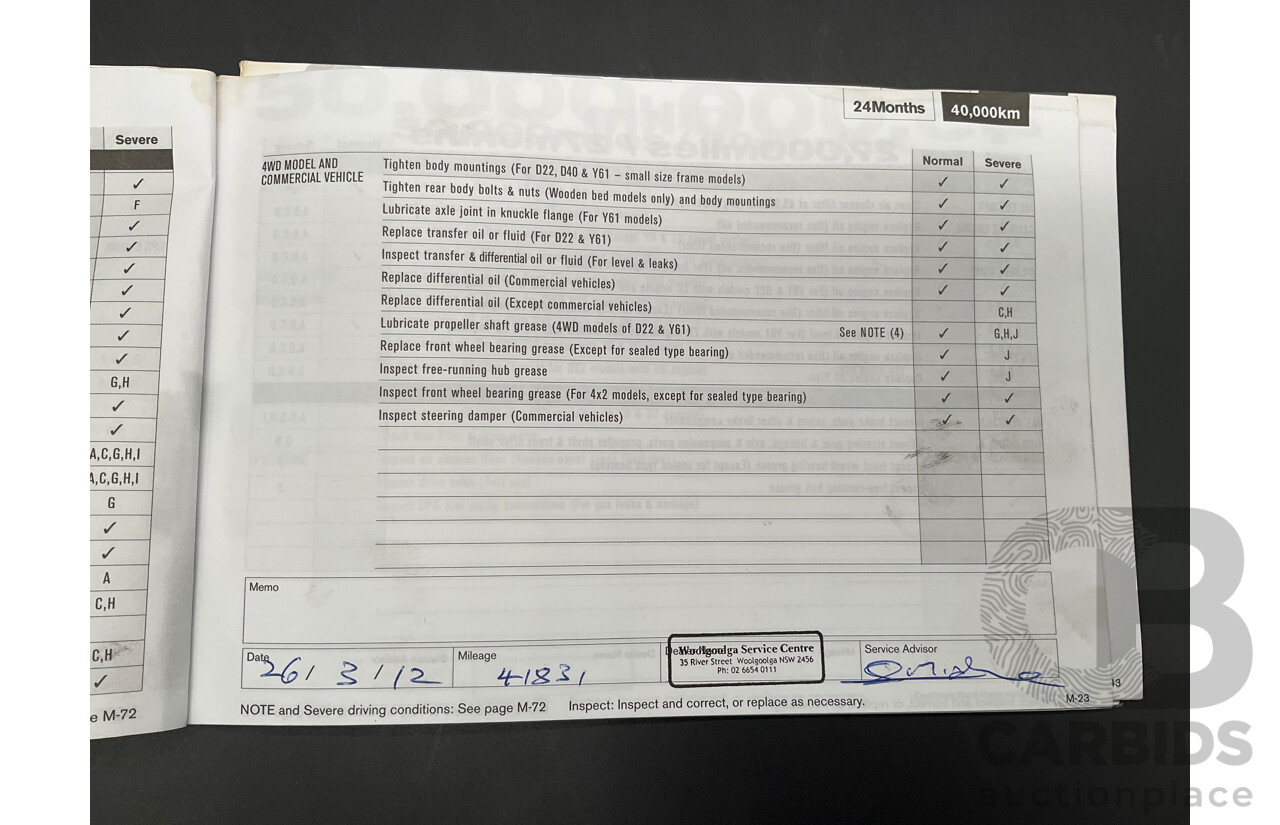 Severe
✓
F
✓
✓
✓
✓
✓
✓
✓
G,H
✓
✓
A,C,G,H,I
A,C,G,H,I
G
✓
✓
A
C,H
C,H
✓
M-72
24Months 40,000km
4WD MODEL AND COMMERCIAL VEHICLE Normal Severe
Tighten body mountings (For D22, D40 & Y61 – small size frame models) ✓ ✓
Tighten rear body bolts & nuts (Wooden bed models only) and body mountings ✓ ✓
Lubricate axle joint in knuckle flange (For Y61 models) ✓ ✓
Replace transfer oil or fluid (For D22 & Y61) ✓ ✓
Inspect transfer & differential oil or fluid (For level & leaks) ✓ ✓
Replace differential oil (Commercial vehicles) ✓ ✓
Replace differential oil (Except commercial vehicles) C,H
Lubricate propeller shaft grease (4WD models of D22 & Y61) See NOTE (4) ✓ G,H,J
Replace front wheel bearing grease (Except for sealed type bearing) ✓ J
Inspect free-running hub grease ✓ J
Inspect front wheel bearing grease (For 4x2 models, except for sealed type bearing) ✓ ✓
Inspect steering damper (Commercial vehicles) ✓ ✓
Memo
Date 26/ 3 / 12 Mileage 41831
Woolgoolga Service Centre
35 River Street Woolgoolga NSW 2456
Ph: 02 6654 0111
Service Advisor
NOTE and Severe driving conditions: See page M-72 Inspect: Inspect and correct, or replace as necessary.
M-23
CB
CARBIDS
auctionplace